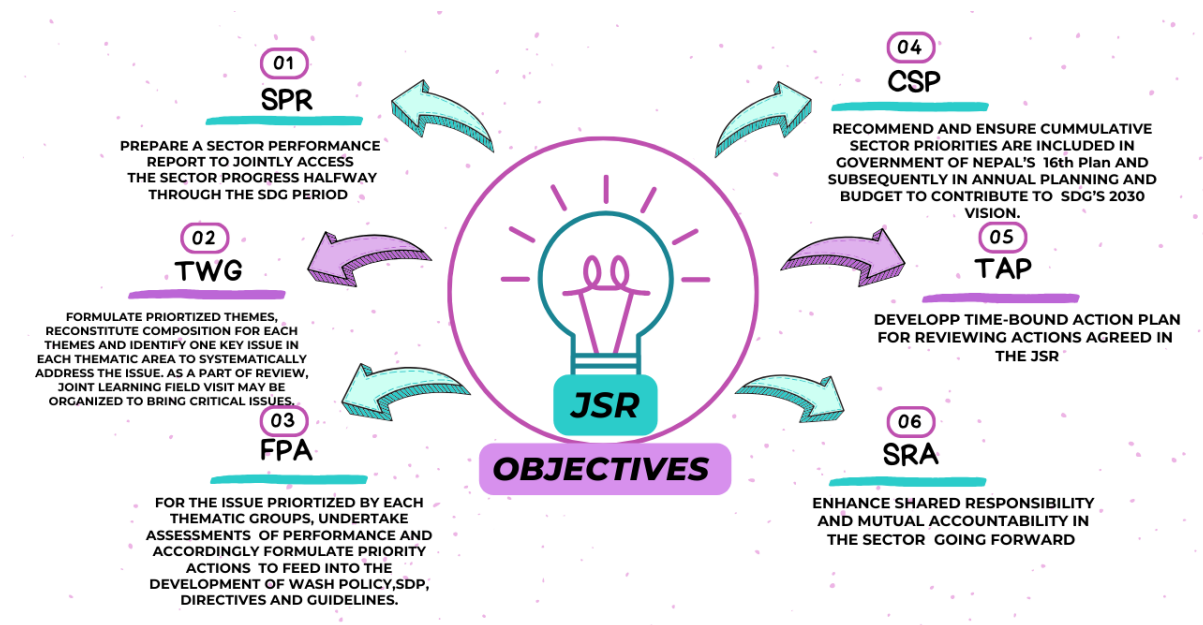 01
SPR
PREPARE A SECTOR PERFORMANCE
REPORT TO JOINTLY ACCESS
THE SECTOR PROGRESS HALFWAY
THROUGH THE SDG PERIOD
02
TWG
FORMULATE PRIORTIZED THEMES,
RECONSTITUTE COMPOSITION FOR EACH
THEMES AND IDENTIFY ONE KEY ISSUE IN
EACH THEMATIC AREA TO SYSTEMATICALLY
ADDRESS THE ISSUE. AS A PART OF REVIEW,
JOINT LEARNING FIELD VISIT MAY BE
ORGANIZED TO BRING CRITICAL ISSUES.
03
FPA
FOR THE ISSUE PRIORTIZED BY EACH
THEMATIC GROUPS, UNDERTAKE
ASSESSMENTS OF PERFORMANCE AND
ACCORDINGLY FORMULATE PRIORITY
ACTIONS TO FEED INTO THE
DEVELOPMENT OF WASH POLICY,SDP,
DIRECTIVES AND GUIDELINES.
JSR
OBJECTIVES
04
CSP
RECOMMEND AND ENSURE CUMMULATIVE
SECTOR PRIORITIES ARE INCLUDED IN
GOVERNMENT OF NEPAL'S 16th Plan AND
SUBSEQUENTLY IN ANNUAL PLANNING AND
BUDGET TO CONTRIBUTE TO SDG'S 2030
VISION.
05
TAP
DEVELOPP TIME-BOUND ACTION PLAN
FOR REVIEWING ACTIONS AGREED IN
THE JSR
06
SRA
ENHANCE SHARED RESPONSIBILITY
AND MUTUAL ACCOUNTABILITY IN
THE SECTOR GOING FORWARD